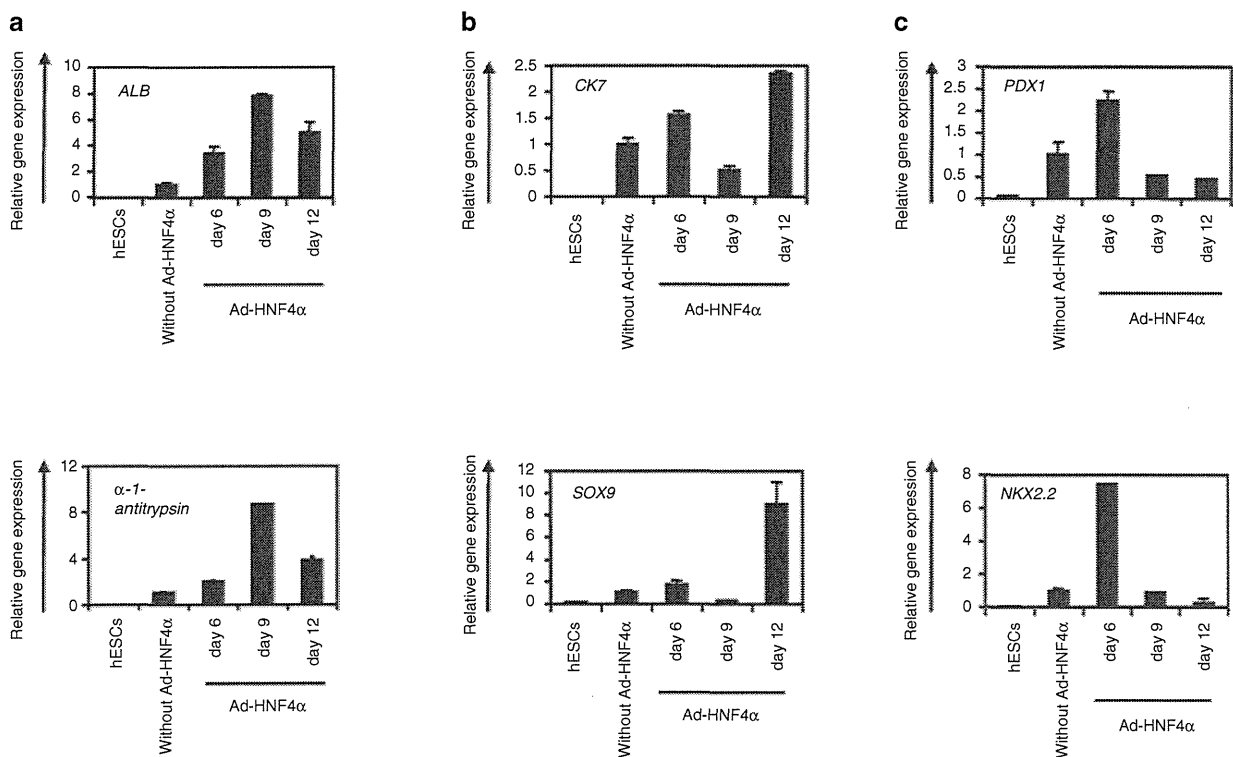 a
Relative gene expression
10
8
6
4
2
0
ALB
hESCs
Without Ad-HNF4α
day 6
day 9
day 12
Ad-HNF4α
b
Relative gene expression
2.5
2
1.5
1
0.5
0
CK7
hESCs
Without Ad-HNF4α
day 6
day 9
day 12
Ad-HNF4α
c
Relative gene expression
3
2.5
2
1.5
1
0.5
0
PDX1
hESCs
Without Ad-HNF4α
day 6
day 9
day 12
Ad-HNF4α
Relative gene expression
12
8
4
0
α-1-
antitrypsin
hESCs
Without Ad-HNF4α
day 6
day 9
day 12
Ad-HNF4α
Relative gene expression
12
10
8
6
4
2
0
SOX9
hESCs
Without Ad-HNF4α
day 6
day 9
day 12
Ad-HNF4α
Relative gene expression
8
6
4
2
0
NKX2.2
hESCs
Without Ad-HNF4α
day 6
day 9
day 12
Ad-HNF4α